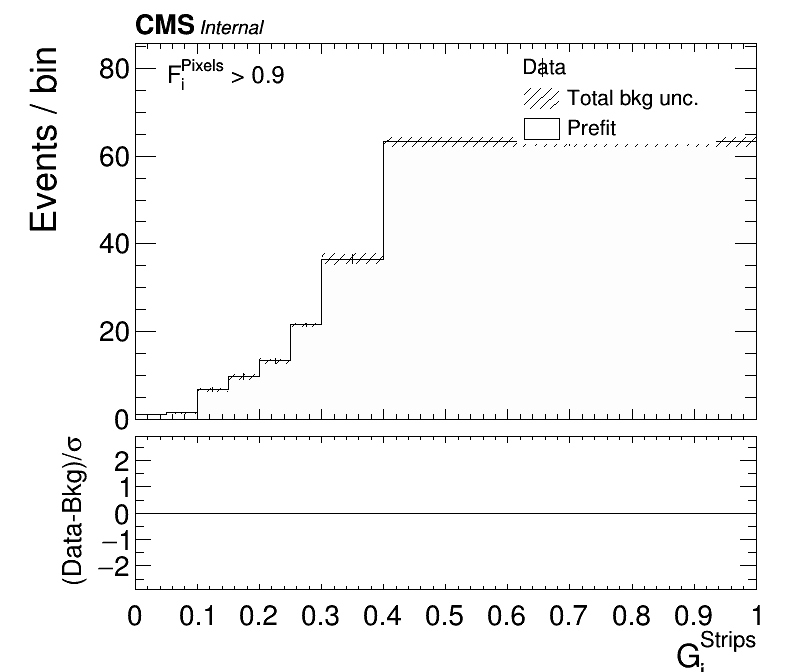 CMS Internal
F_i^Pixels > 0.9
Data
Total bkg unc.
Prefit
Events / bin
80
60
40
20
0
(Data-Bkg)/σ
2
1
0
−1
−2
0 0.1 0.2 0.3 0.4 0.5 0.6 0.7 0.8 0.9 1
G_i^Strips